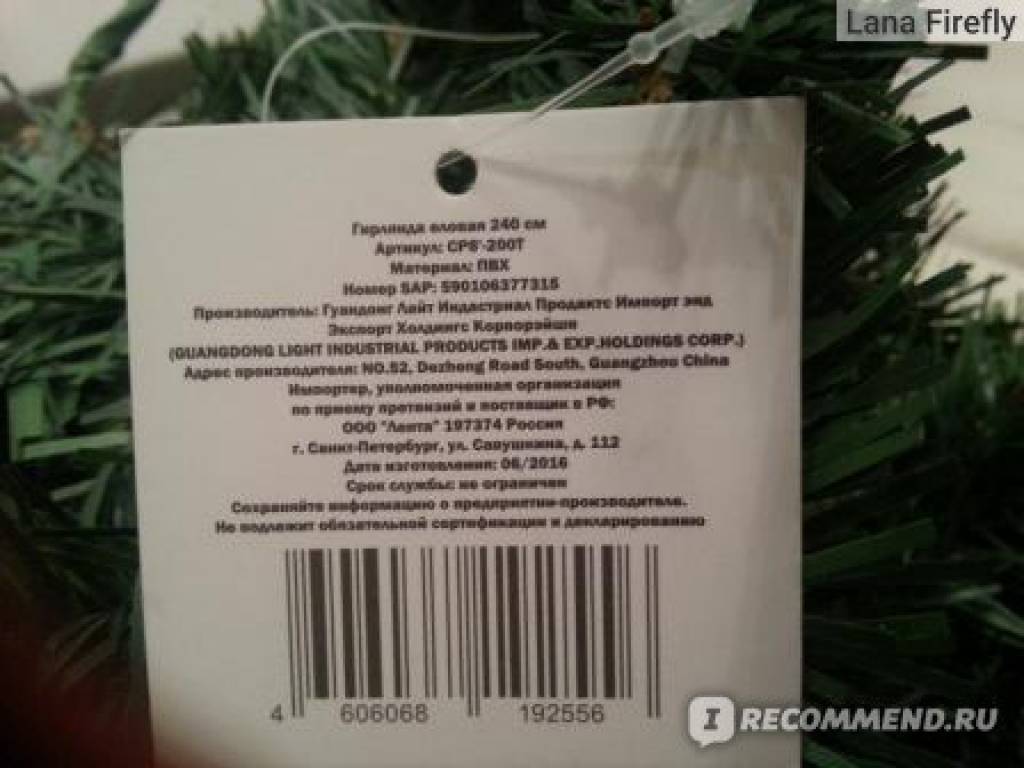 Lana Firefly
Гирлянда еловая 240 см
Артикул: CP8'-200T
Материал: ПВХ
Номер SAP: 590106377315
Производитель: Гуандонг Лайт Индастриал Продактс Импорт энд
Экспорт Холдингс Корпорэйшн
(GUANGDONG LIGHT INDUSTRIAL PRODUCTS IMP.& EXP.HOLDINGS CORP.)
Адрес производителя: NO.52, Dezheng Road South, Guangzhou China
Импортер, уполномоченная организация
по приему претензий и поставщик в РФ:
ООО "Лента" 197374 Россия
г. Санкт-Петербург, ул. Савушкина, д. 112
Дата изготовления: 06/2016
Срок службы: не ограничен
Сохраняйте информацию о предприятии-производителе.
Не подлежит обязательной сертификации и декларированию
4 606068 192556
I RECOMMEND.RU